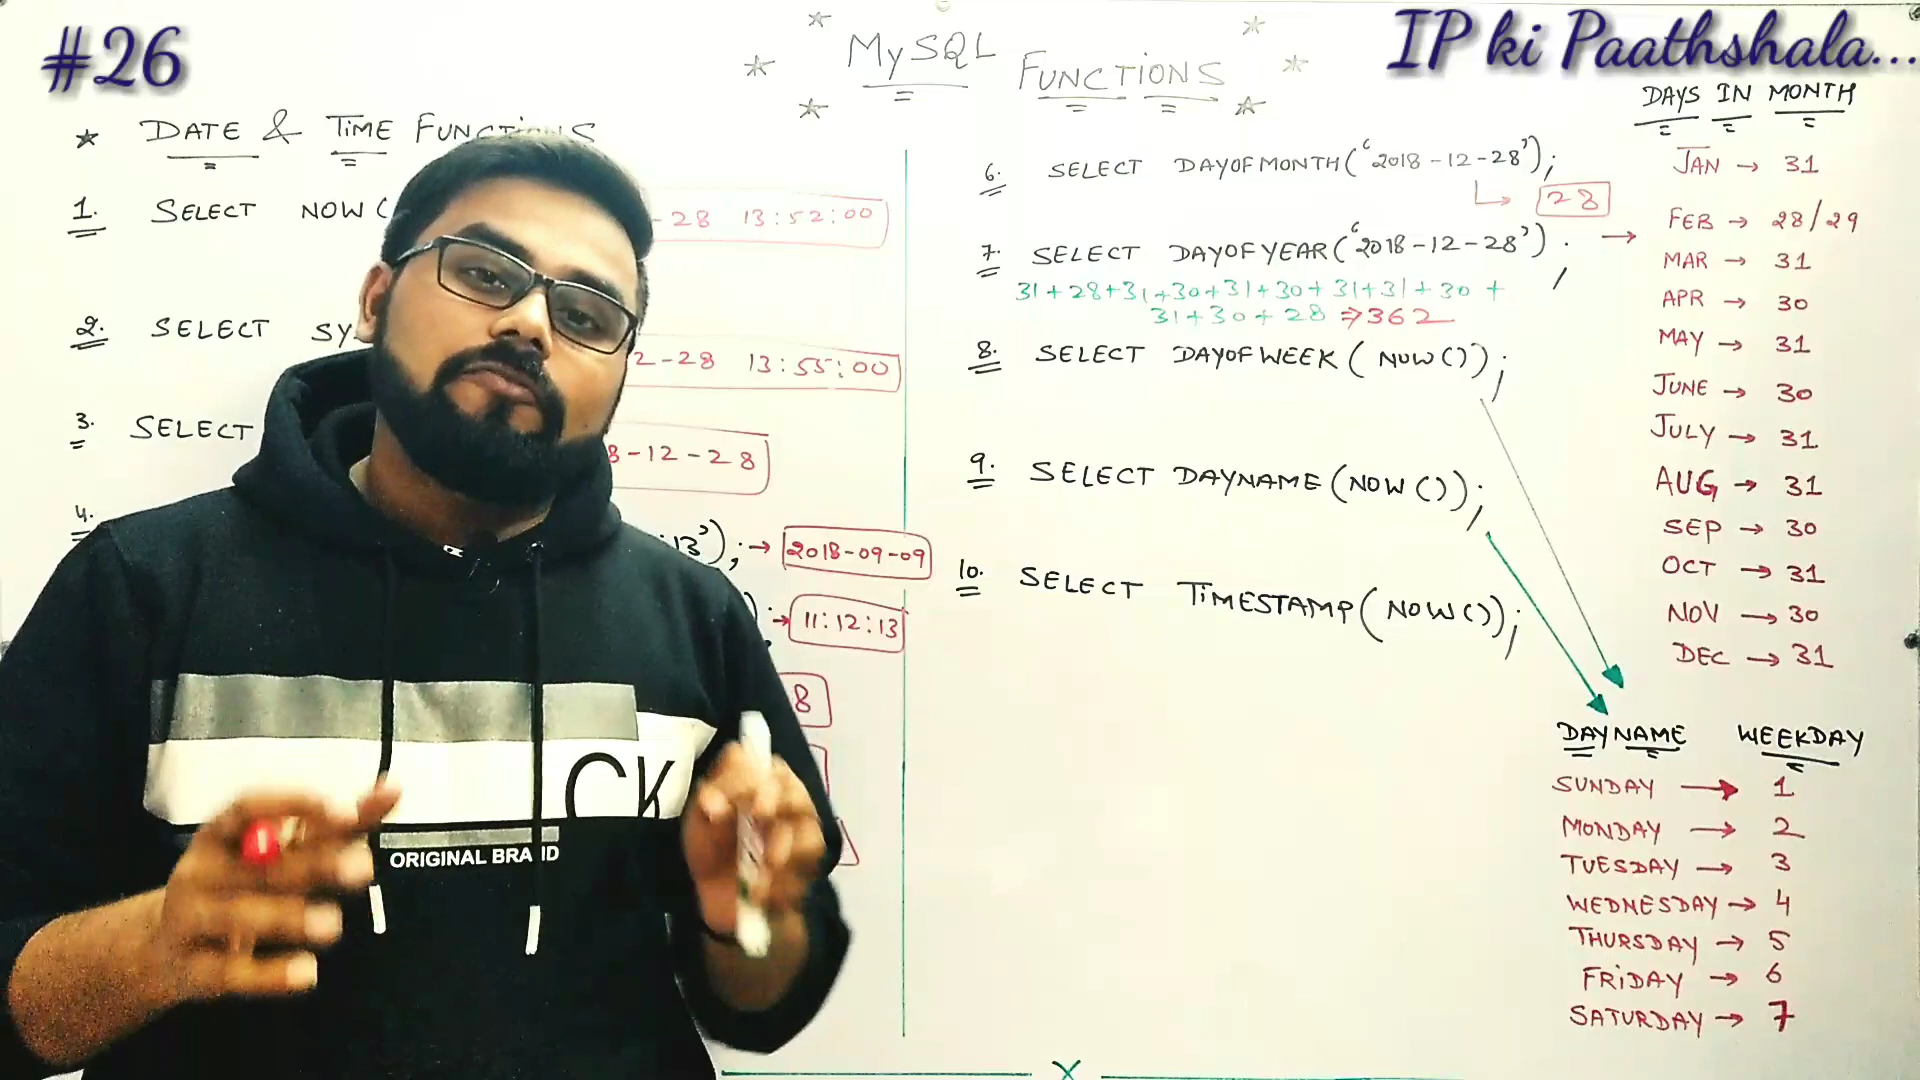 #26
IP ki Paathshala...
MySQL FUNCTIONS
★ DATE & TIME FUNCTIONS
1. SELECT NOW(
-28 13:52:00
2. SELECT SY
2-28 13:55:00
3. SELECT
8-12-28
4.
:13'); → 2018-09-09
); → 11:12:13
8
6. SELECT DAYOFMONTH('2018-12-28');
↳ 28
7. SELECT DAYOFYEAR('2018-12-28'); →
31+28+31+30+31+30+31+31+30+
31+30+28 ⇒ 362
8. SELECT DAYOFWEEK(NOW());
9. SELECT DAYNAME(NOW());
10. SELECT TIMESTAMP(NOW());
X
DAYS IN MONTH
JAN → 31
FEB → 28/29
MAR → 31
APR → 30
MAY → 31
JUNE → 30
JULY → 31
AUG → 31
SEP → 30
OCT → 31
NOV → 30
DEC → 31
DAYNAME WEEKDAY
SUNDAY → 1
MONDAY → 2
TUESDAY → 3
WEDNESDAY → 4
THURSDAY → 5
FRIDAY → 6
SATURDAY → 7
CK
ORIGINAL BRA ND